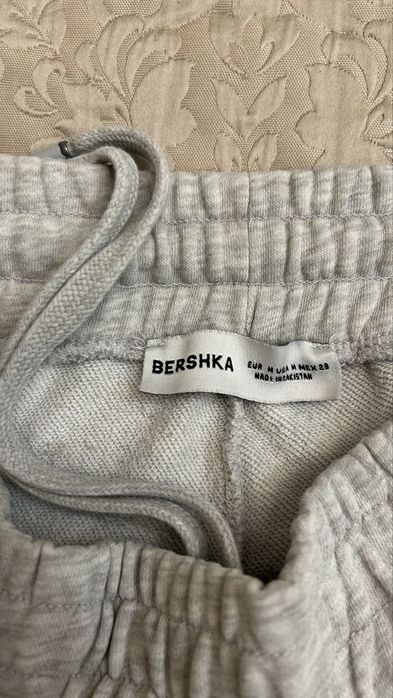 BERSHKA
EUR M USA M MEX 28
MADE IN PAKISTAN